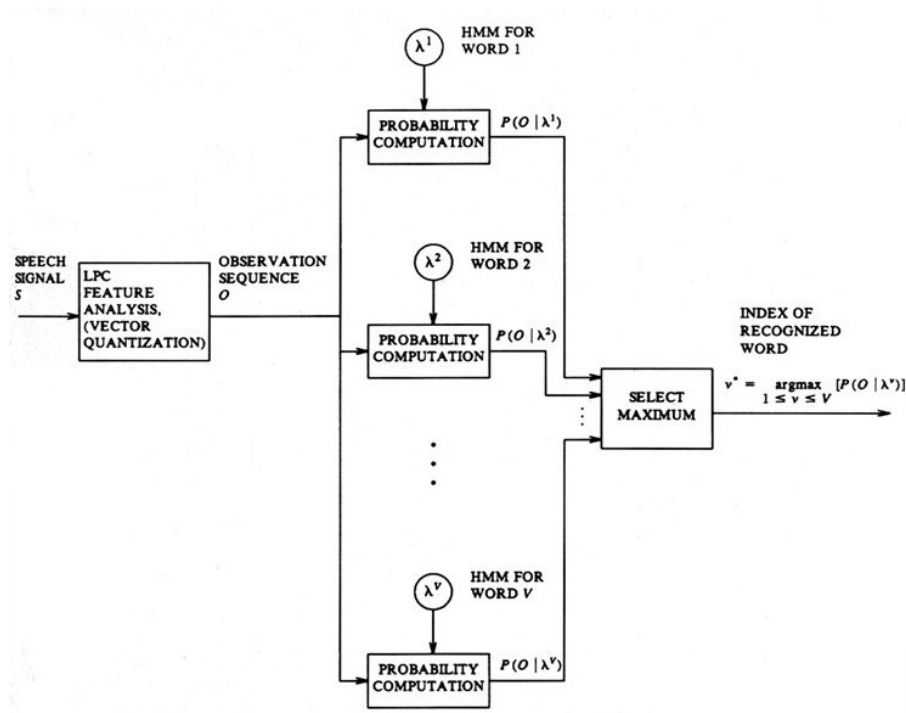 λ¹
HMM FOR
WORD 1
PROBABILITY
COMPUTATION
P(O | λ¹)
SPEECH
SIGNAL
S
LPC
FEATURE
ANALYSIS,
(VECTOR
QUANTIZATION)
OBSERVATION
SEQUENCE
O
λ²
HMM FOR
WORD 2
PROBABILITY
COMPUTATION
P(O | λ²)
INDEX OF
RECOGNIZED
WORD
SELECT
MAXIMUM
v* = argmax [P(O | λᵛ)]
1 ≤ v ≤ V
λⱽ
HMM FOR
WORD V
PROBABILITY
COMPUTATION
P(O | λⱽ)